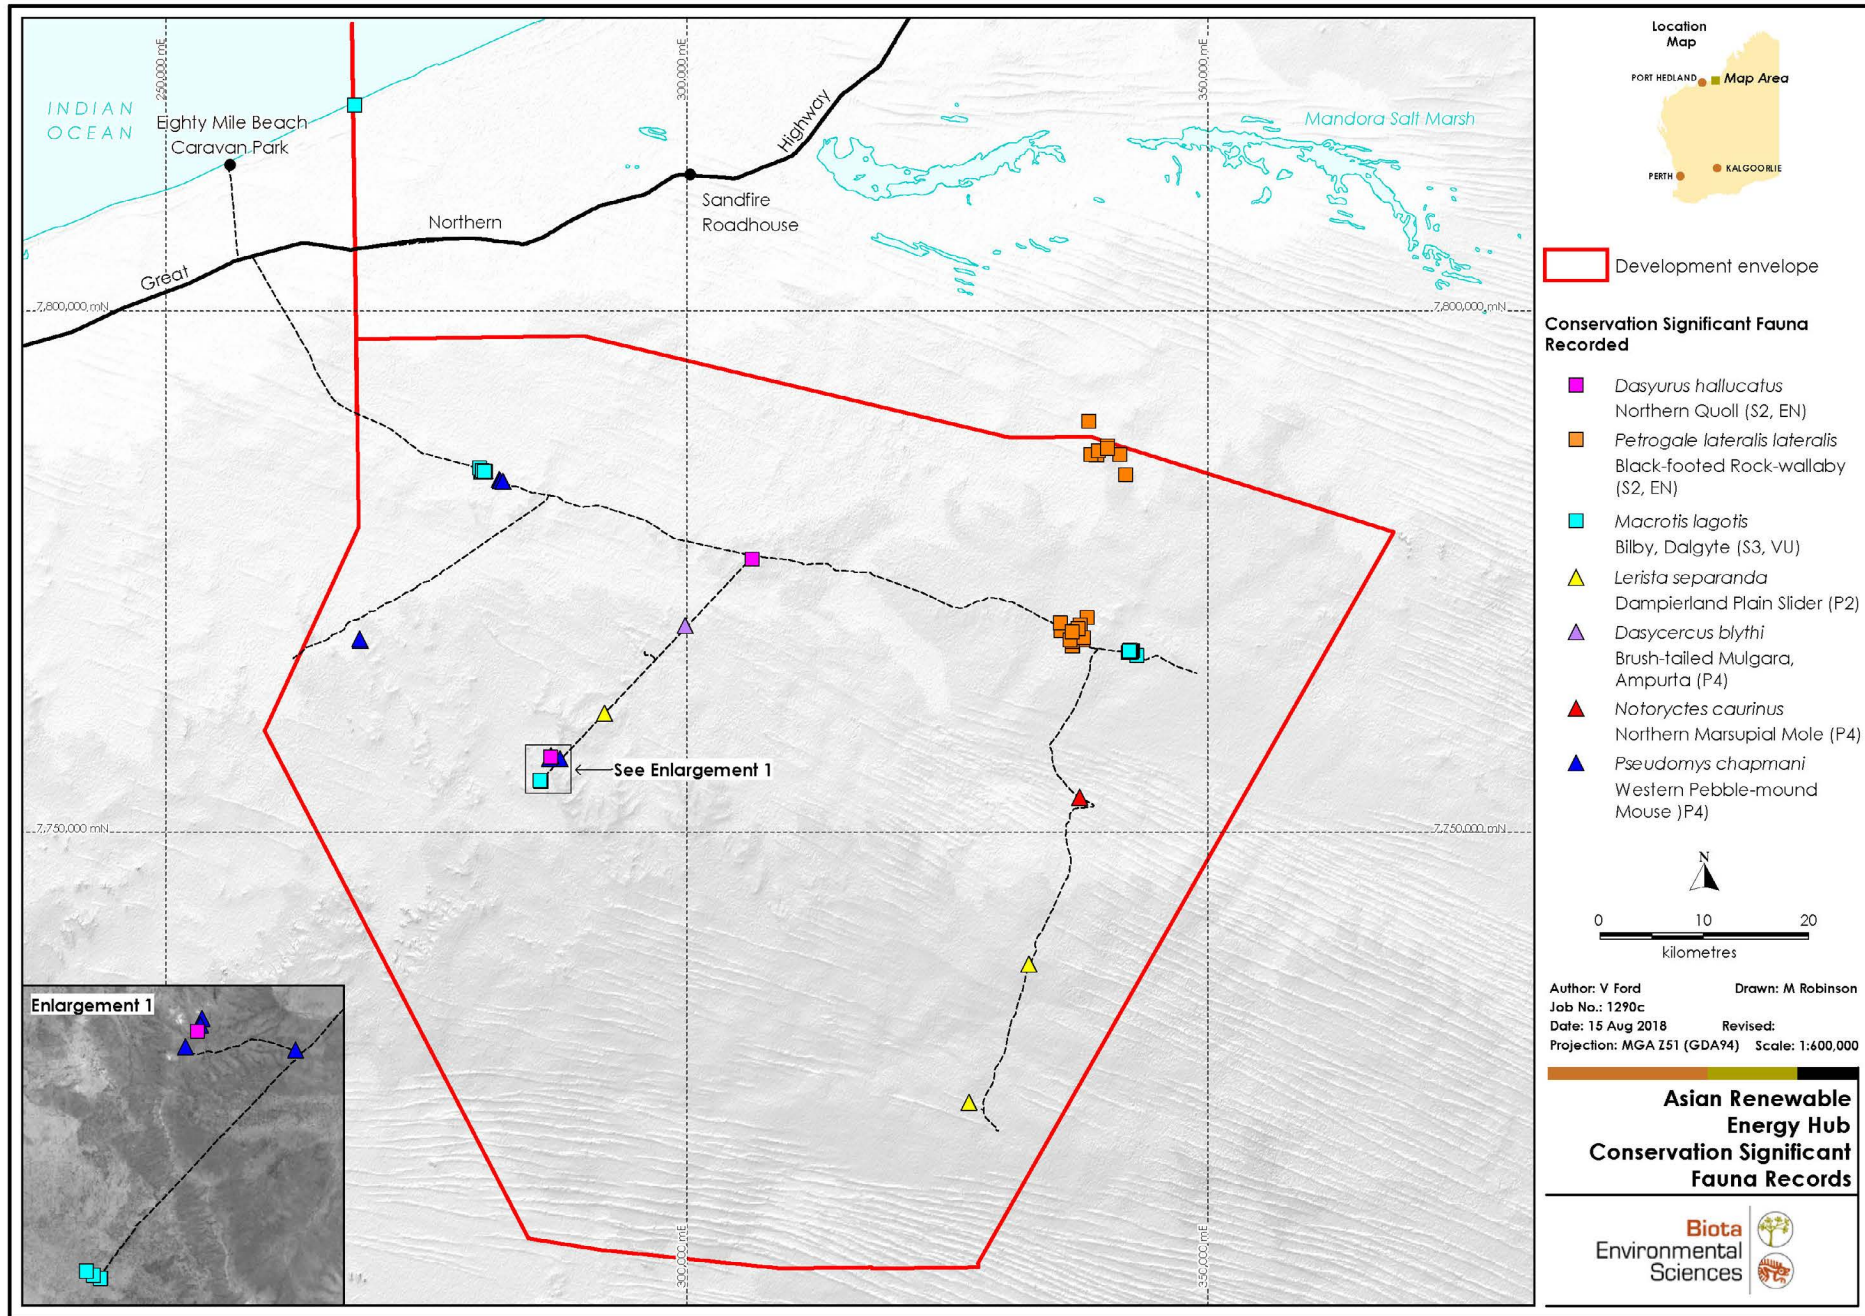 INDIAN
OCEAN
Eighty Mile Beach
Caravan Park
250,000 mE
300,000 mE
350,000 mE
Great
Northern
Highway
Sandfire
Roadhouse
Mandora Salt Marsh
7,800,000 mN
7,800,000 mN
See Enlargement 1
7,750,000 mN
7,750,000 mN
300,000 mE
350,000 mE
Enlargement 1
Location
Map
PORT HEDLAND
Map Area
PERTH
KALGOORLIE
Development envelope
Conservation Significant Fauna
Recorded
Dasyurus hallucatus
Northern Quoll (S2, EN)
Petrogale lateralis lateralis
Black-footed Rock-wallaby
(S2, EN)
Macrotis lagotis
Bilby, Dalgyte (S3, VU)
Lerista separanda
Dampierland Plain Slider (P2)
Dasycercus blythi
Brush-tailed Mulgara,
Ampurta (P4)
Notoryctes caurinus
Northern Marsupial Mole (P4)
Pseudomys chapmani
Western Pebble-mound
Mouse )P4)
N
0 10 20
kilometres
Author: V Ford Drawn: M Robinson
Job No.: 1290c
Date: 15 Aug 2018 Revised:
Projection: MGA Z51 (GDA94) Scale: 1:600,000
Asian Renewable
Energy Hub
Conservation Significant
Fauna Records
Biota
Environmental
Sciences